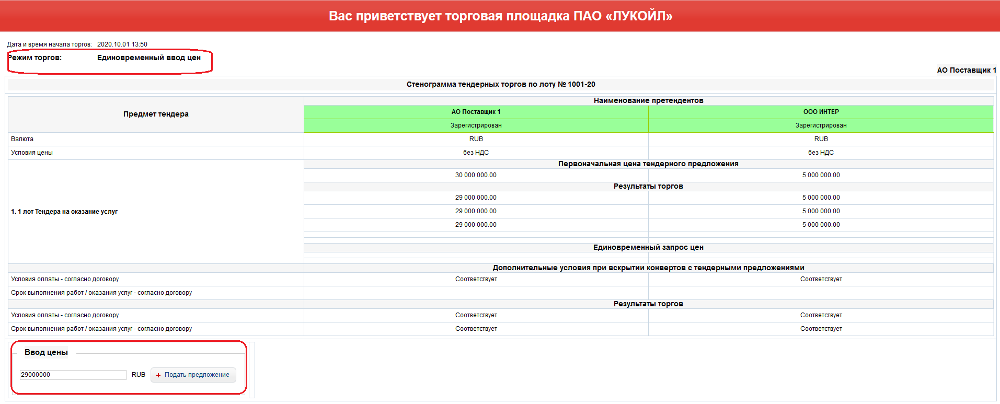 Вас приветствует торговая площадка ПАО «ЛУКОЙЛ»
Дата и время начала торгов: 2020.10.01 13:50
Режим торгов: Единовременный ввод цен
АО Поставщик 1
Стенограмма тендерных торгов по лоту № 1001-20
Предмет тендера
Наименование претендентов
АО Поставщик 1 ООО ИНТЕР
Зарегистрирован Зарегистрирован
Валюта RUB RUB
Условия цены без НДС без НДС
Первоначальная цена тендерного предложения
30 000 000.00 5 000 000.00
Результаты торгов
29 000 000.00 5 000 000.00
1. 1 лот Тендера на оказание услуг 29 000 000.00 5 000 000.00
29 000 000.00 5 000 000.00
Единовременный запрос цен
Дополнительные условия при вскрытии конвертов с тендерными предложениями
Условия оплаты - согласно договору Соответствует Соответствует
Срок выполнения работ / оказания услуг - согласно договору
Результаты торгов
Условия оплаты - согласно договору Соответствует Соответствует
Срок выполнения работ / оказания услуг - согласно договору Соответствует Соответствует
Ввод цены
29000000 RUB + Подать предложение